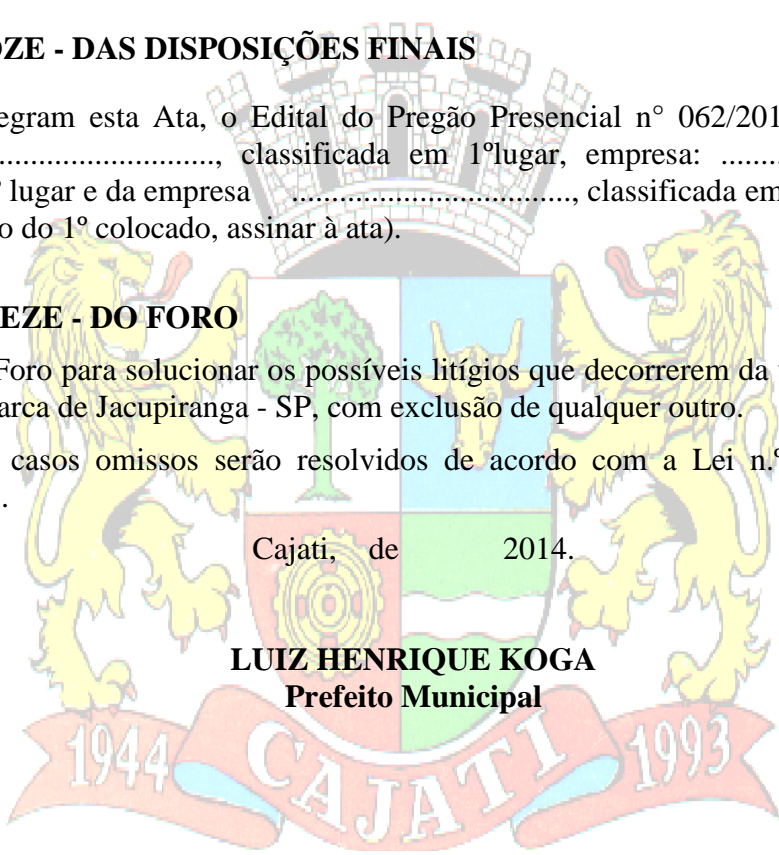 OZE - DAS DISPOSIÇÕES FINAIS
egram esta Ata, o Edital do Pregão Presencial n° 062/201
.........................., classificada em 1ºlugar, empresa: ........
º lugar e da empresa ................................, classificada em
o do 1º colocado, assinar à ata).
EZE - DO FORO
Foro para solucionar os possíveis litígios que decorrerem da
arca de Jacupiranga - SP, com exclusão de qualquer outro.
casos omissos serão resolvidos de acordo com a Lei n.º
.
Cajati, de 2014.
LUIZ HENRIQUE KOGA
Prefeito Municipal
1944 CAJATI 1993